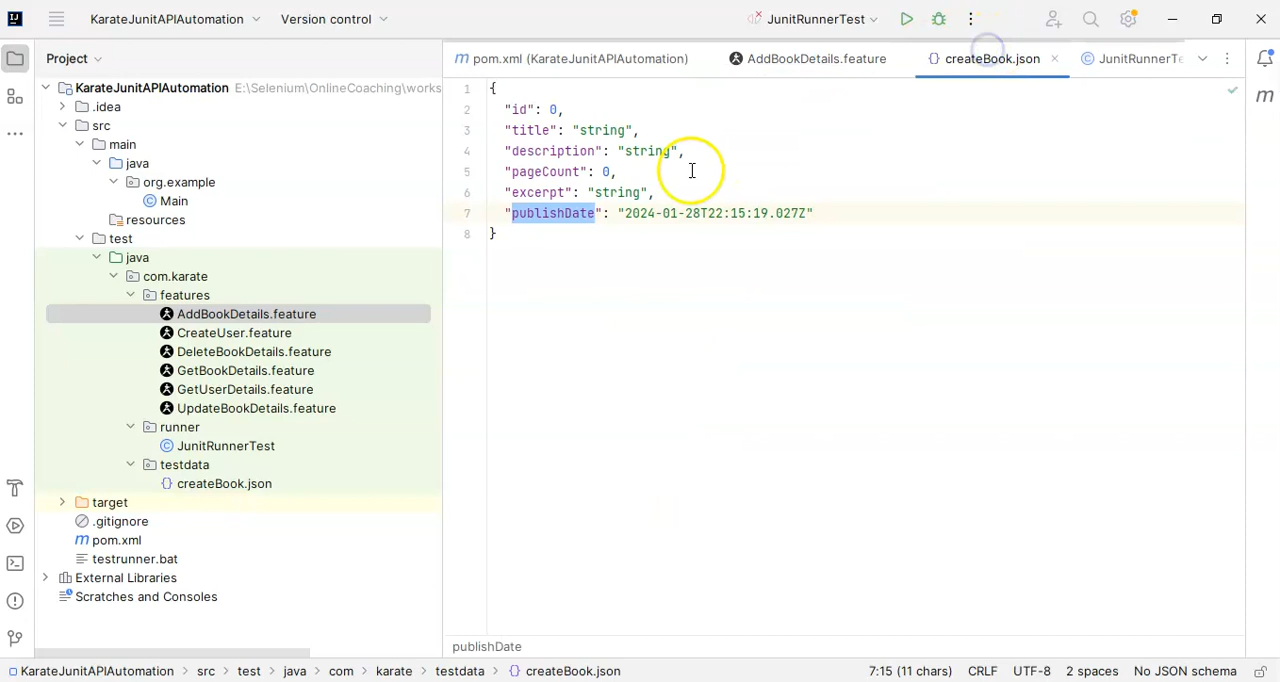 KarateJunitAPIAutomation
Version control
JunitRunnerTest
Project
pom.xml (KarateJunitAPIAutomation)
AddBookDetails.feature
createBook.json
JunitRunnerTe
KarateJunitAPIAutomation E:\Selenium\OnlineCoaching\works
.idea
src
main
java
org.example
Main
resources
test
java
com.karate
features
AddBookDetails.feature
CreateUser.feature
DeleteBookDetails.feature
GetBookDetails.feature
GetUserDetails.feature
UpdateBookDetails.feature
runner
JunitRunnerTest
testdata
createBook.json
target
.gitignore
pom.xml
testrunner.bat
External Libraries
Scratches and Consoles
1 {
2 "id": 0,
3 "title": "string",
4 "description": "string",
5 "pageCount": 0,
6 "excerpt": "string",
7 "publishDate": "2024-01-28T22:15:19.027Z"
8 }
publishDate
KarateJunitAPIAutomation > src > test > java > com > karate > testdata > createBook.json
7:15 (11 chars) CRLF UTF-8 2 spaces No JSON schema